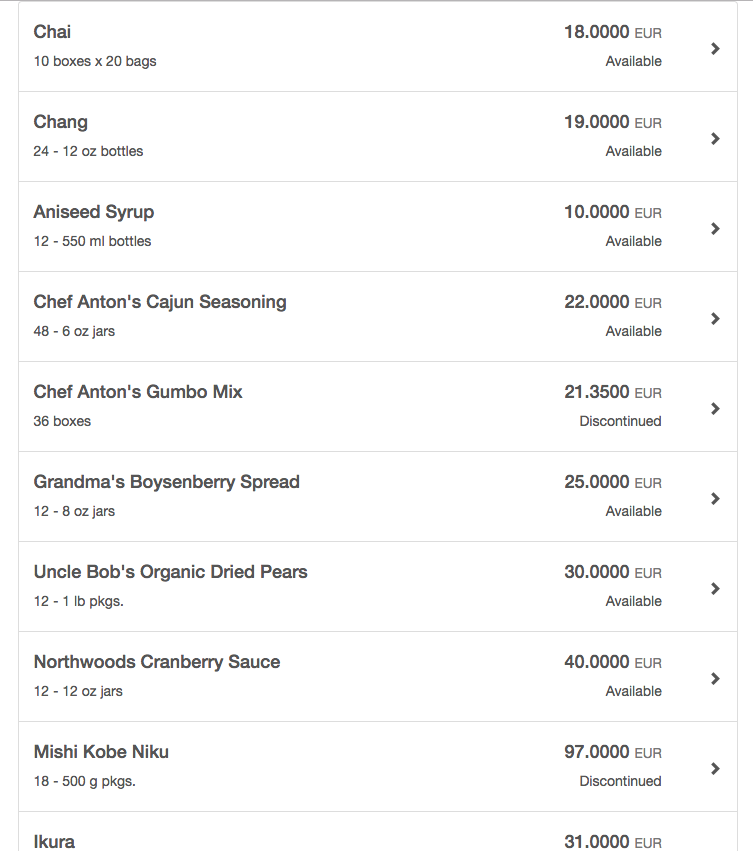 Chai 18.0000 EUR
10 boxes x 20 bags Available
Chang 19.0000 EUR
24 - 12 oz bottles Available
Aniseed Syrup 10.0000 EUR
12 - 550 ml bottles Available
Chef Anton's Cajun Seasoning 22.0000 EUR
48 - 6 oz jars Available
Chef Anton's Gumbo Mix 21.3500 EUR
36 boxes Discontinued
Grandma's Boysenberry Spread 25.0000 EUR
12 - 8 oz jars Available
Uncle Bob's Organic Dried Pears 30.0000 EUR
12 - 1 lb pkgs. Available
Northwoods Cranberry Sauce 40.0000 EUR
12 - 12 oz jars Available
Mishi Kobe Niku 97.0000 EUR
18 - 500 g pkgs. Discontinued
Ikura 31.0000 EUR